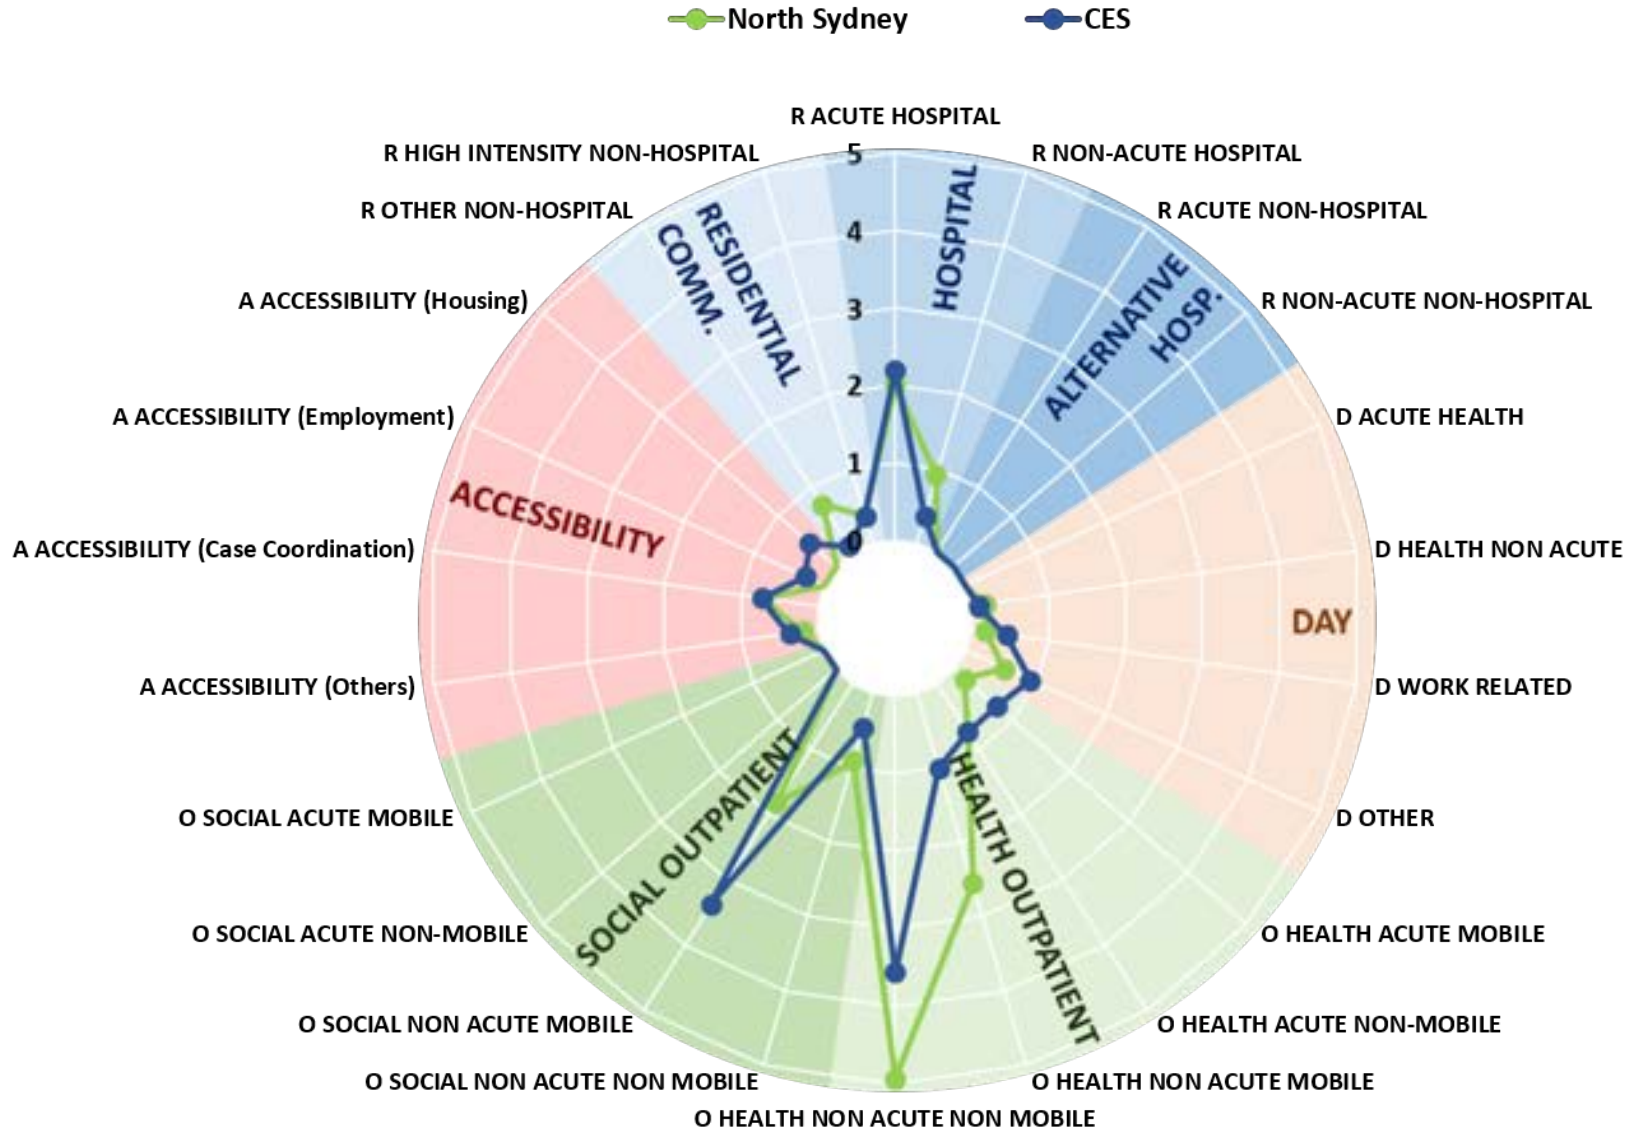 North Sydney
CES
R ACUTE HOSPITAL
R HIGH INTENSITY NON-HOSPITAL
R NON-ACUTE HOSPITAL
R OTHER NON-HOSPITAL
R ACUTE NON-HOSPITAL
A ACCESSIBILITY (Housing)
R NON-ACUTE NON-HOSPITAL
A ACCESSIBILITY (Employment)
D ACUTE HEALTH
A ACCESSIBILITY (Case Coordination)
D HEALTH NON ACUTE
A ACCESSIBILITY (Others)
D WORK RELATED
O SOCIAL ACUTE MOBILE
D OTHER
O SOCIAL ACUTE NON-MOBILE
O HEALTH ACUTE MOBILE
O SOCIAL NON ACUTE MOBILE
O HEALTH ACUTE NON-MOBILE
O SOCIAL NON ACUTE NON MOBILE
O HEALTH NON ACUTE MOBILE
O HEALTH NON ACUTE NON MOBILE
5
4
3
2
1
0
HOSPITAL
ALTERNATIVE
HOSP.
DAY
HEALTH OUTPATIENT
SOCIAL OUTPATIENT
ACCESSIBILITY
RESIDENTIAL
COMM.